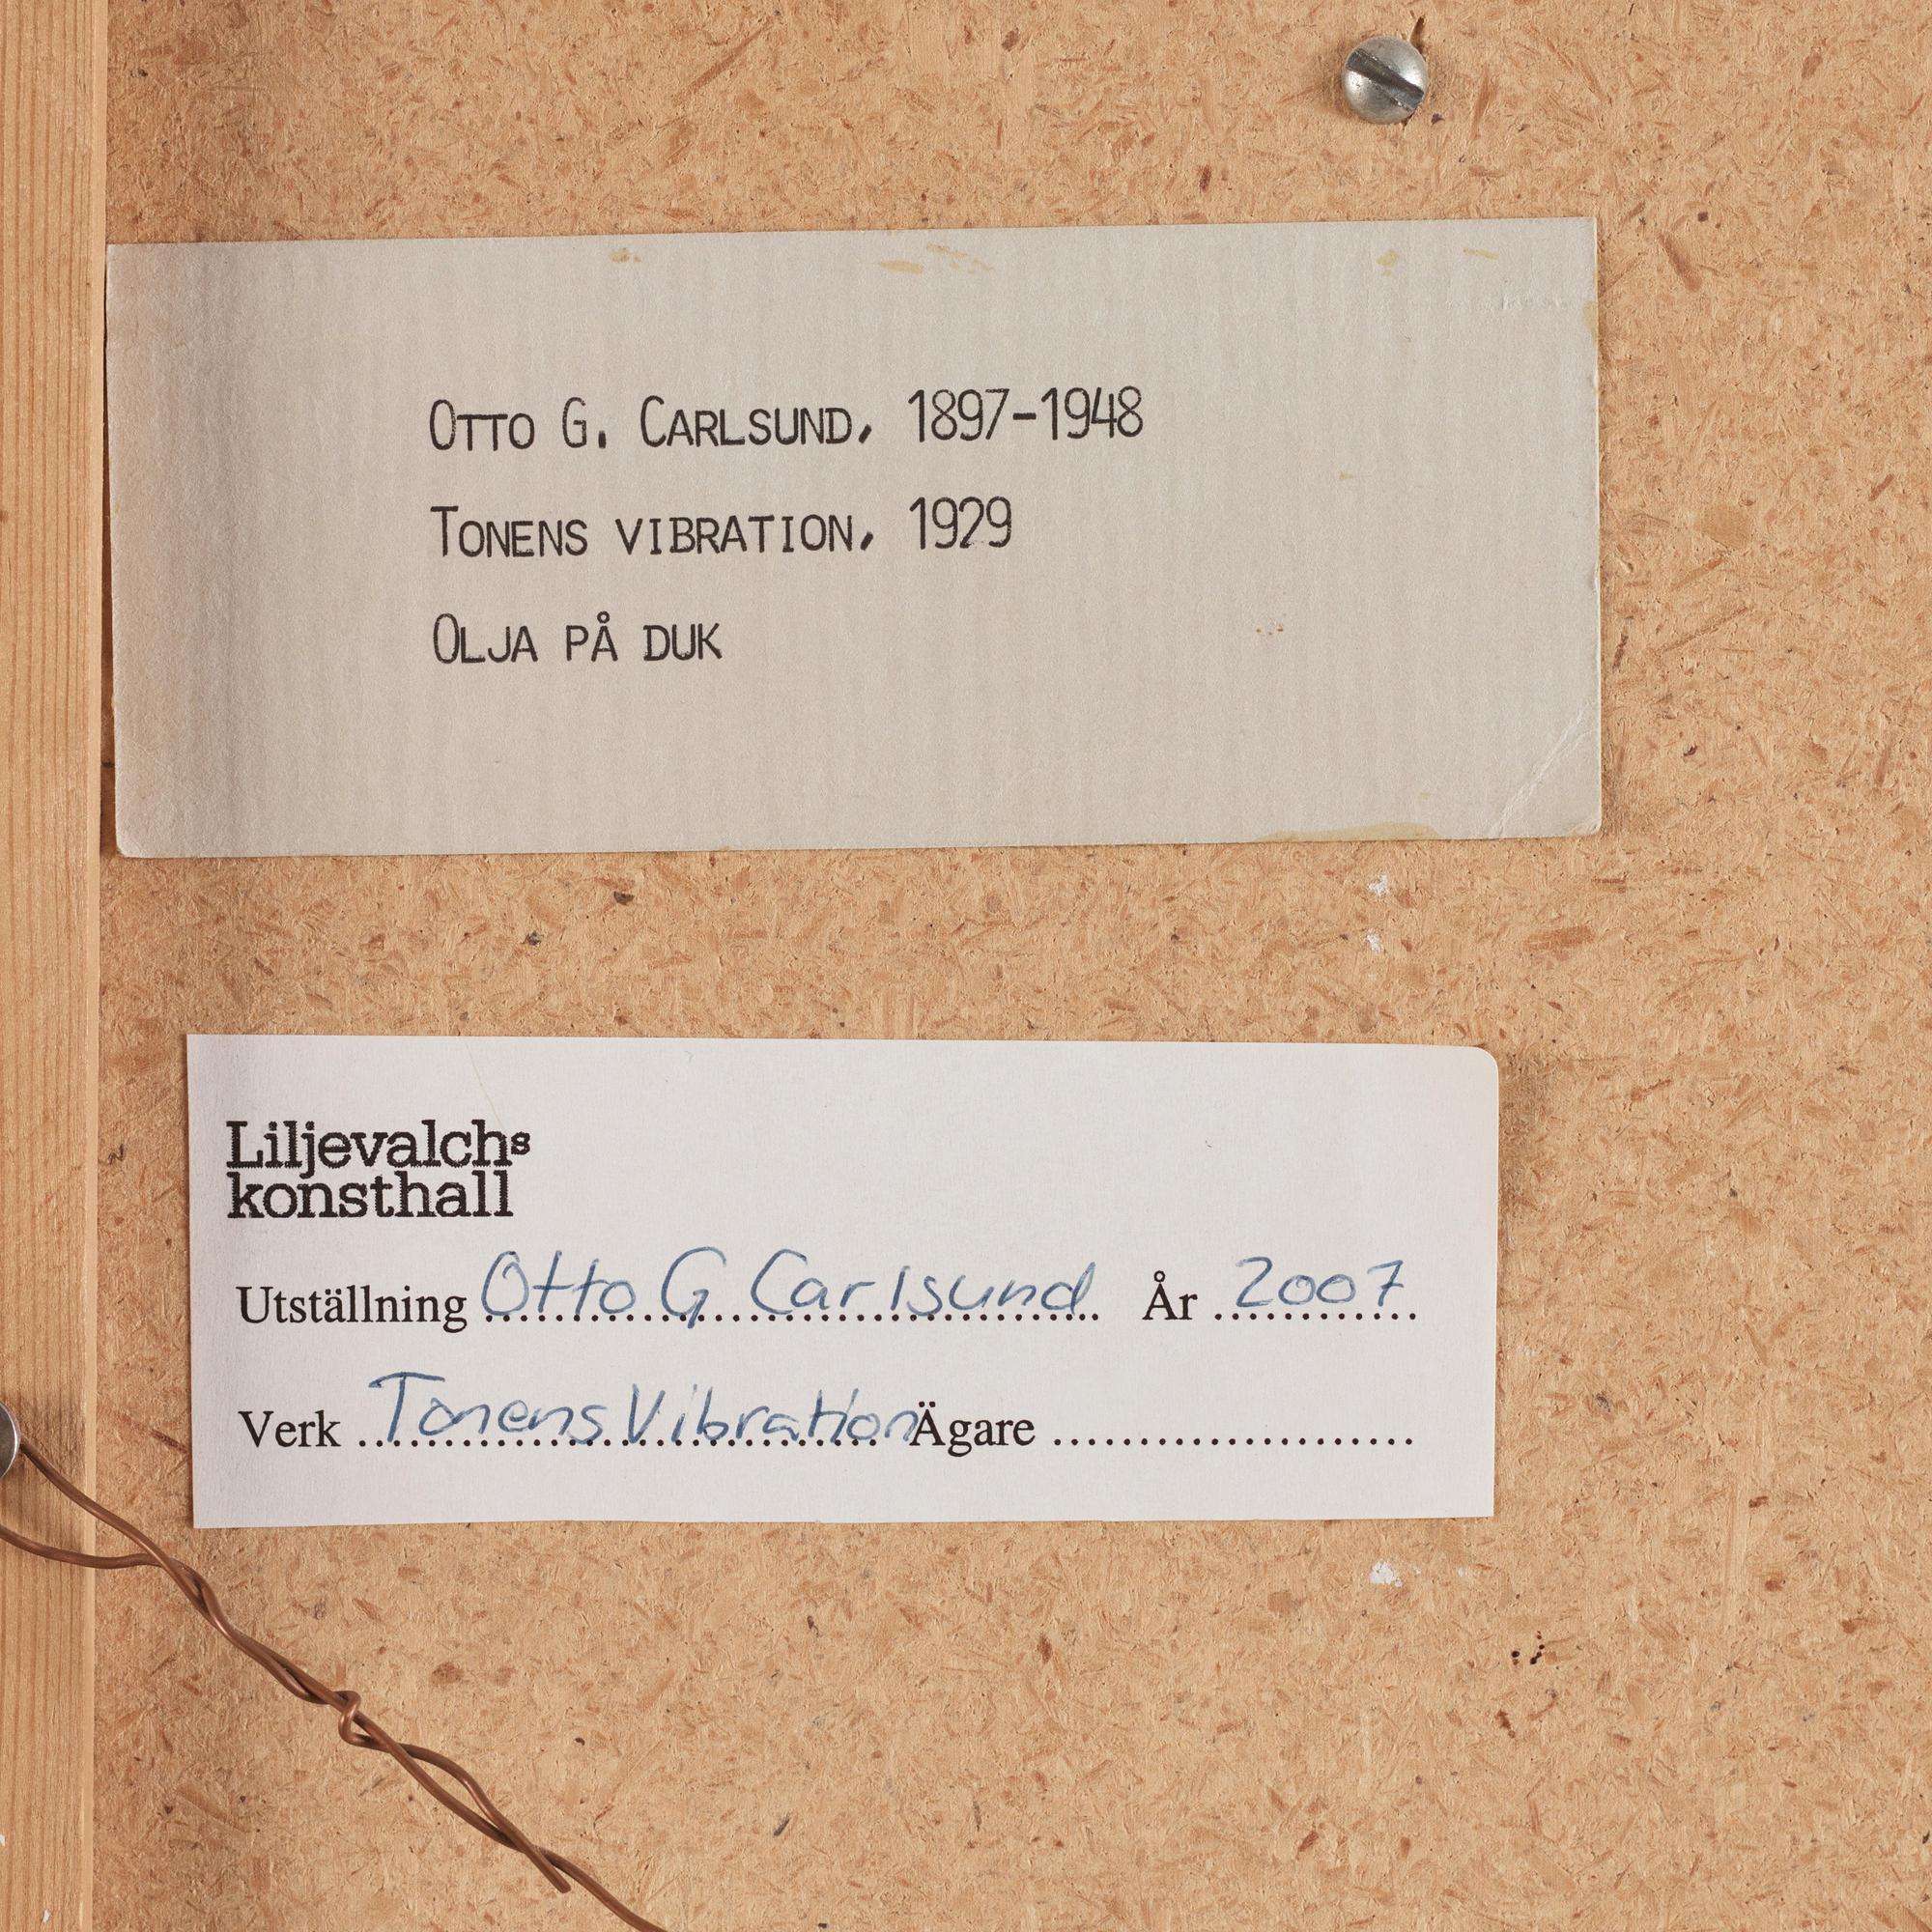 OTTO G. CARLSUND, 1897-1948
TONENS VIBRATION, 1929
OLJA PÅ DUK
Liljevalchs
konsthall
Utställning Otto G Carlsund År 2007
Verk Tonens Vibration Ägare